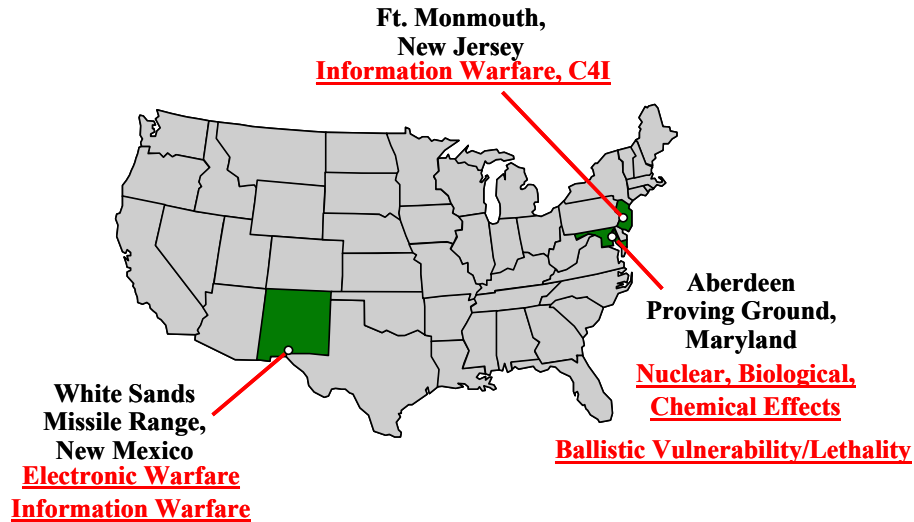 Ft. Monmouth,
New Jersey
Information Warfare, C4I
Aberdeen
Proving Ground,
Maryland
Nuclear, Biological,
Chemical Effects
Ballistic Vulnerability/Lethality
White Sands
Missile Range,
New Mexico
Electronic Warfare
Information Warfare